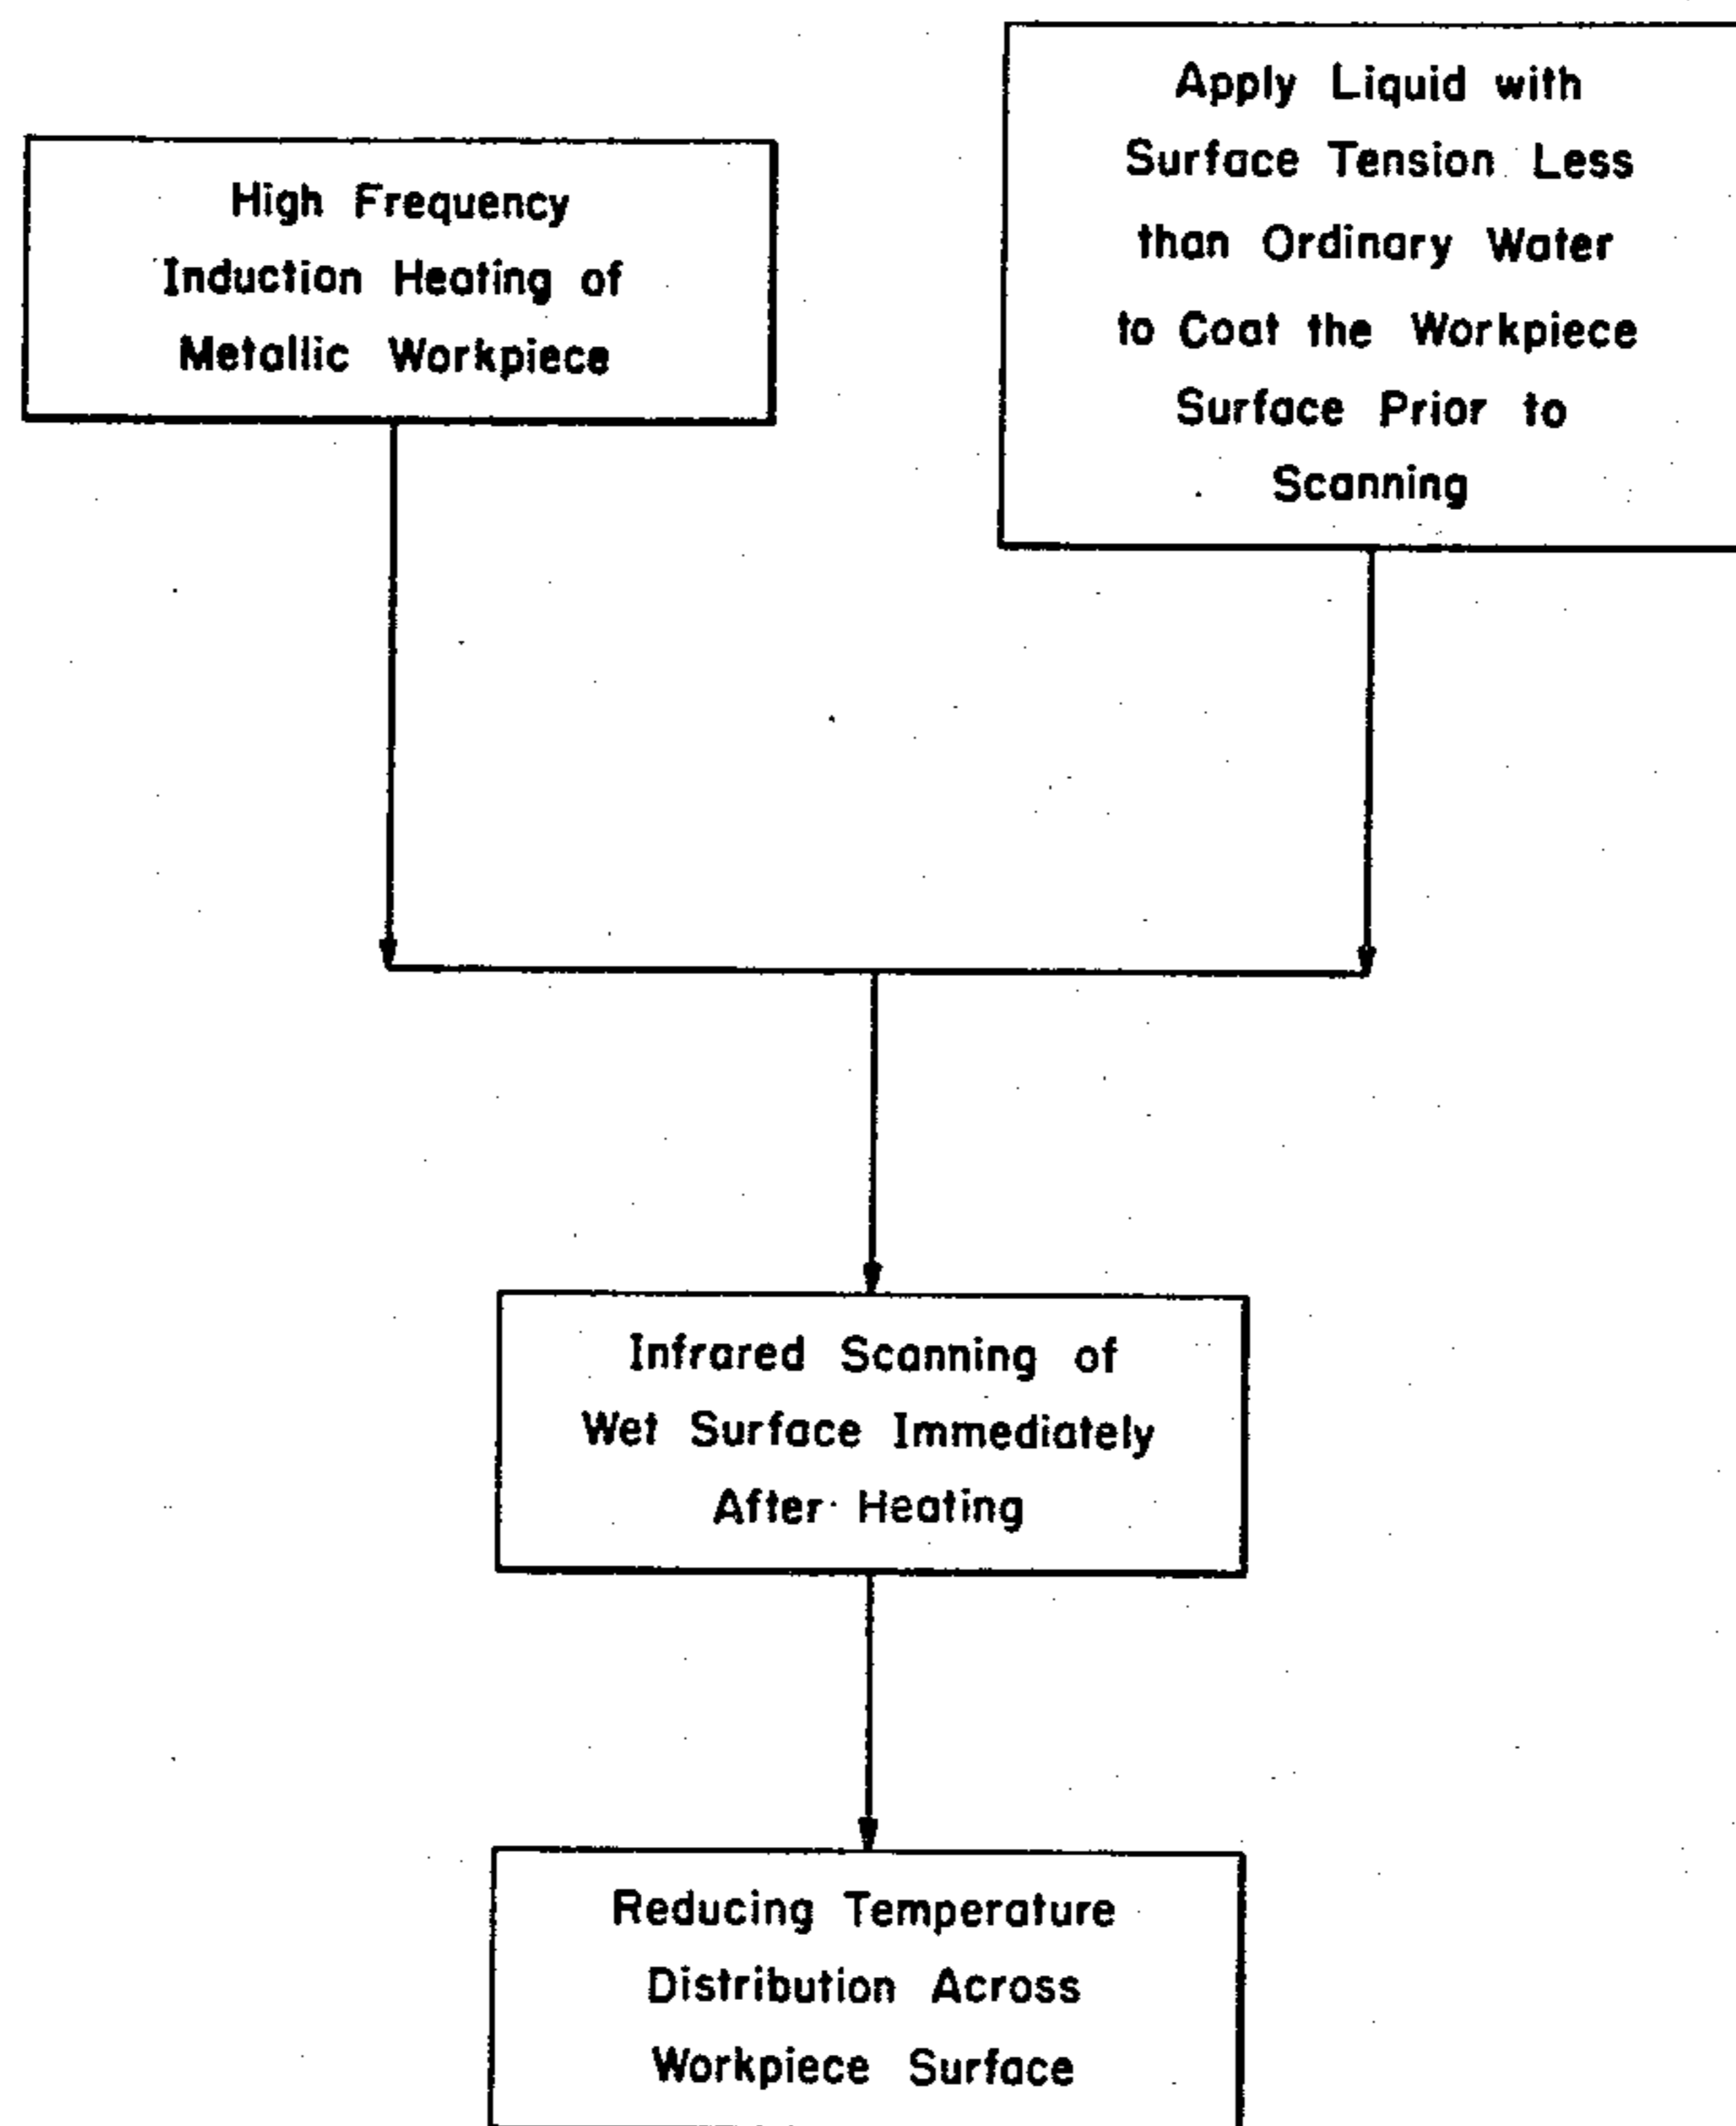 High Frequency
Induction Heating of
Metallic Workpiece
Apply Liquid with
Surface Tension Less
than Ordinary Water
to Coat the Workpiece
Surface Prior to
Scanning
Infrared Scanning of
Wet Surface Immediately
After Heating
Reducing Temperature
Distribution Across
Workpiece Surface